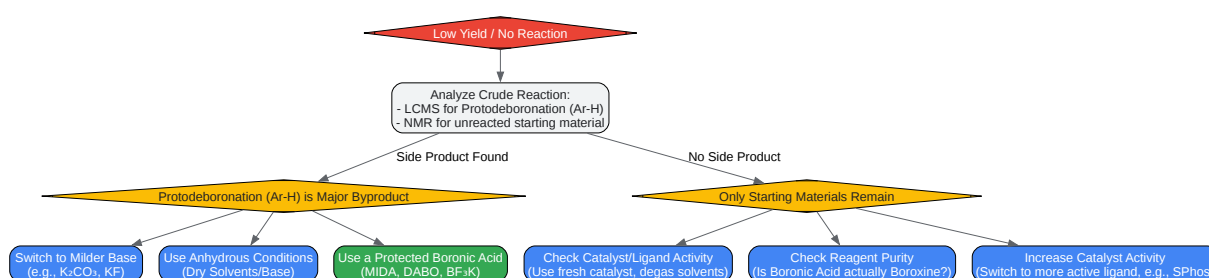 Low Yield / No Reaction
Analyze Crude Reaction:
- LCMS for Protodeboronation (Ar-H)
- NMR for unreacted starting material
Side Product Found
No Side Product
Protodeboronation (Ar-H) is Major Byproduct
Only Starting Materials Remain
Switch to Milder Base
(e.g., K₂CO₃, KF)
Use Anhydrous Conditions
(Dry Solvents/Base)
Use a Protected Boronic Acid
(MIDA, DABO, BF₃K)
Check Catalyst/Ligand Activity
(Use fresh catalyst, degas solvents)
Check Reagent Purity
(Is Boronic Acid actually Boroxine?)
Increase Catalyst Activity
(Switch to more active ligand, e.g., SPhos